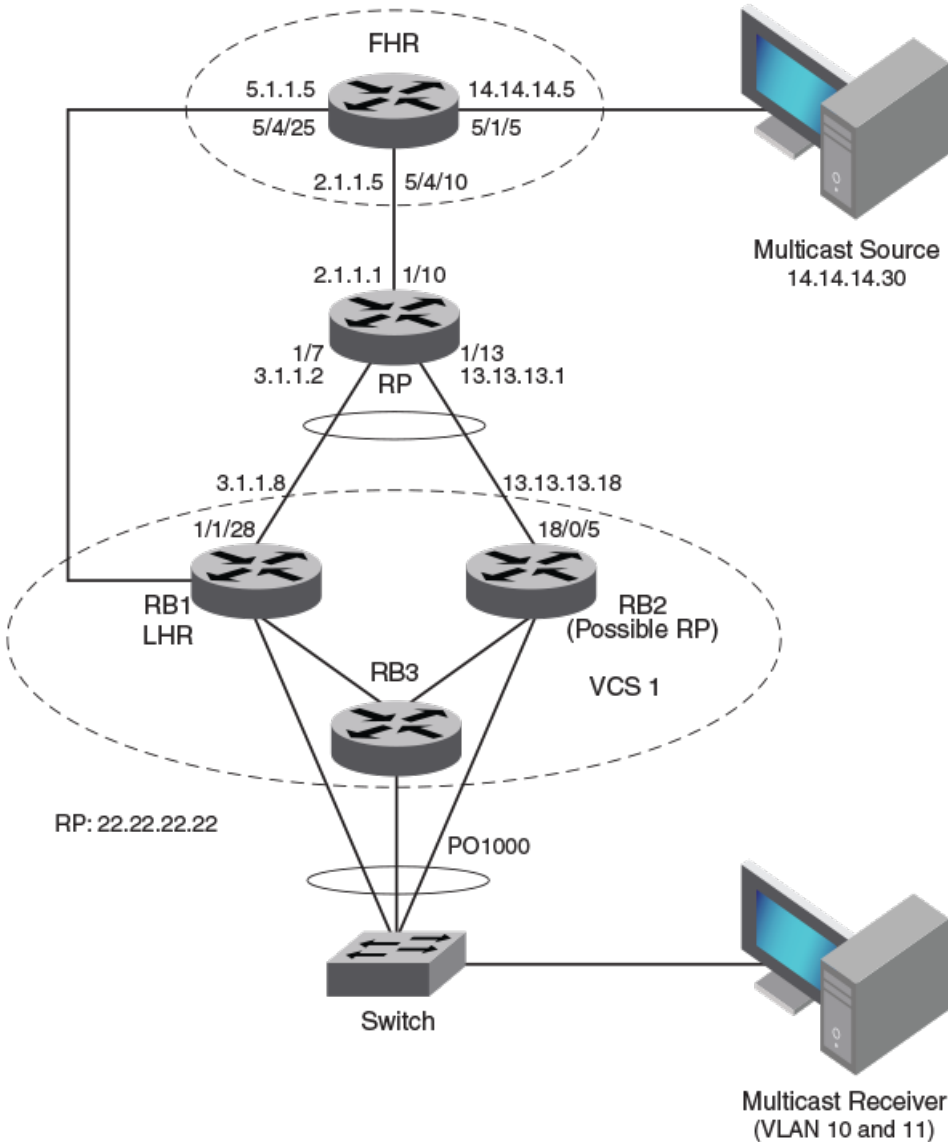 FHR
5.1.1.5
14.14.14.5
5/4/25
5/1/5
2.1.1.5
5/4/10
Multicast Source
14.14.14.30
2.1.1.1
1/10
1/7
3.1.1.2
RP
1/13
13.13.13.1
3.1.1.8
13.13.13.18
1/1/28
18/0/5
RB1
LHR
RB2
(Possible RP)
RB3
VCS 1
RP: 22.22.22.22
PO1000
Switch
Multicast Receiver
(VLAN 10 and 11)